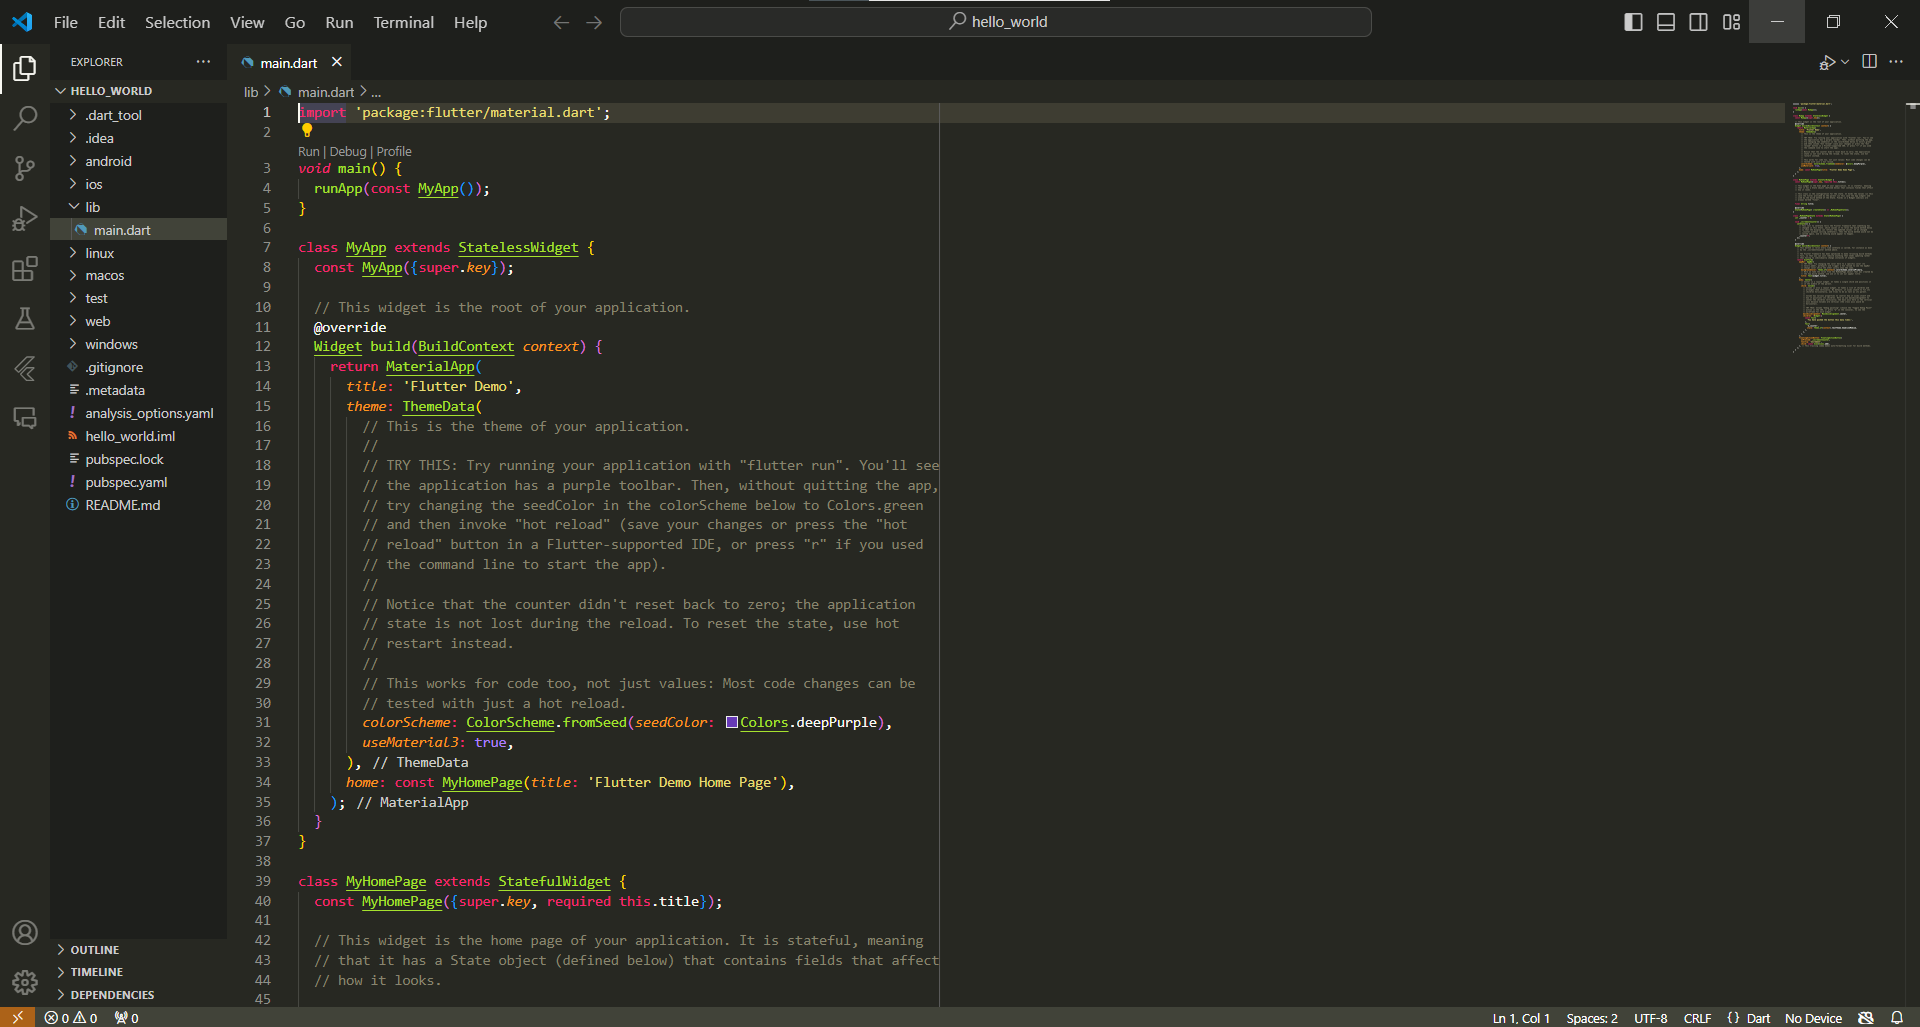 File Edit Selection View Go Run Terminal Help
hello_world
EXPLORER
HELLO_WORLD
.dart_tool
.idea
android
ios
lib
main.dart
linux
macos
test
web
windows
.gitignore
.metadata
analysis_options.yaml
hello_world.iml
pubspec.lock
pubspec.yaml
README.md
OUTLINE
TIMELINE
DEPENDENCIES
main.dart
lib > main.dart > ...
1 import 'package:flutter/material.dart';
2
Run | Debug | Profile
3 void main() {
4 runApp(const MyApp());
5 }
6
7 class MyApp extends StatelessWidget {
8 const MyApp({super.key});
9
10 // This widget is the root of your application.
11 @override
12 Widget build(BuildContext context) {
13 return MaterialApp(
14 title: 'Flutter Demo',
15 theme: ThemeData(
16 // This is the theme of your application.
17 //
18 // TRY THIS: Try running your application with "flutter run". You'll see
19 // the application has a purple toolbar. Then, without quitting the app,
20 // try changing the seedColor in the colorScheme below to Colors.green
21 // and then invoke "hot reload" (save your changes or press the "hot
22 // reload" button in a Flutter-supported IDE, or press "r" if you used
23 // the command line to start the app).
24 //
25 // Notice that the counter didn't reset back to zero; the application
26 // state is not lost during the reload. To reset the state, use hot
27 // restart instead.
28 //
29 // This works for code too, not just values: Most code changes can be
30 // tested with just a hot reload.
31 colorScheme: ColorScheme.fromSeed(seedColor: Colors.deepPurple),
32 useMaterial3: true,
33 ), // ThemeData
34 home: const MyHomePage(title: 'Flutter Demo Home Page'),
35 ); // MaterialApp
36 }
37 }
38
39 class MyHomePage extends StatefulWidget {
40 const MyHomePage({super.key, required this.title});
41
42 // This widget is the home page of your application. It is stateful, meaning
43 // that it has a State object (defined below) that contains fields that affect
44 // how it looks.
45
0 0 0
Ln 1, Col 1 Spaces: 2 UTF-8 CRLF {} Dart No Device